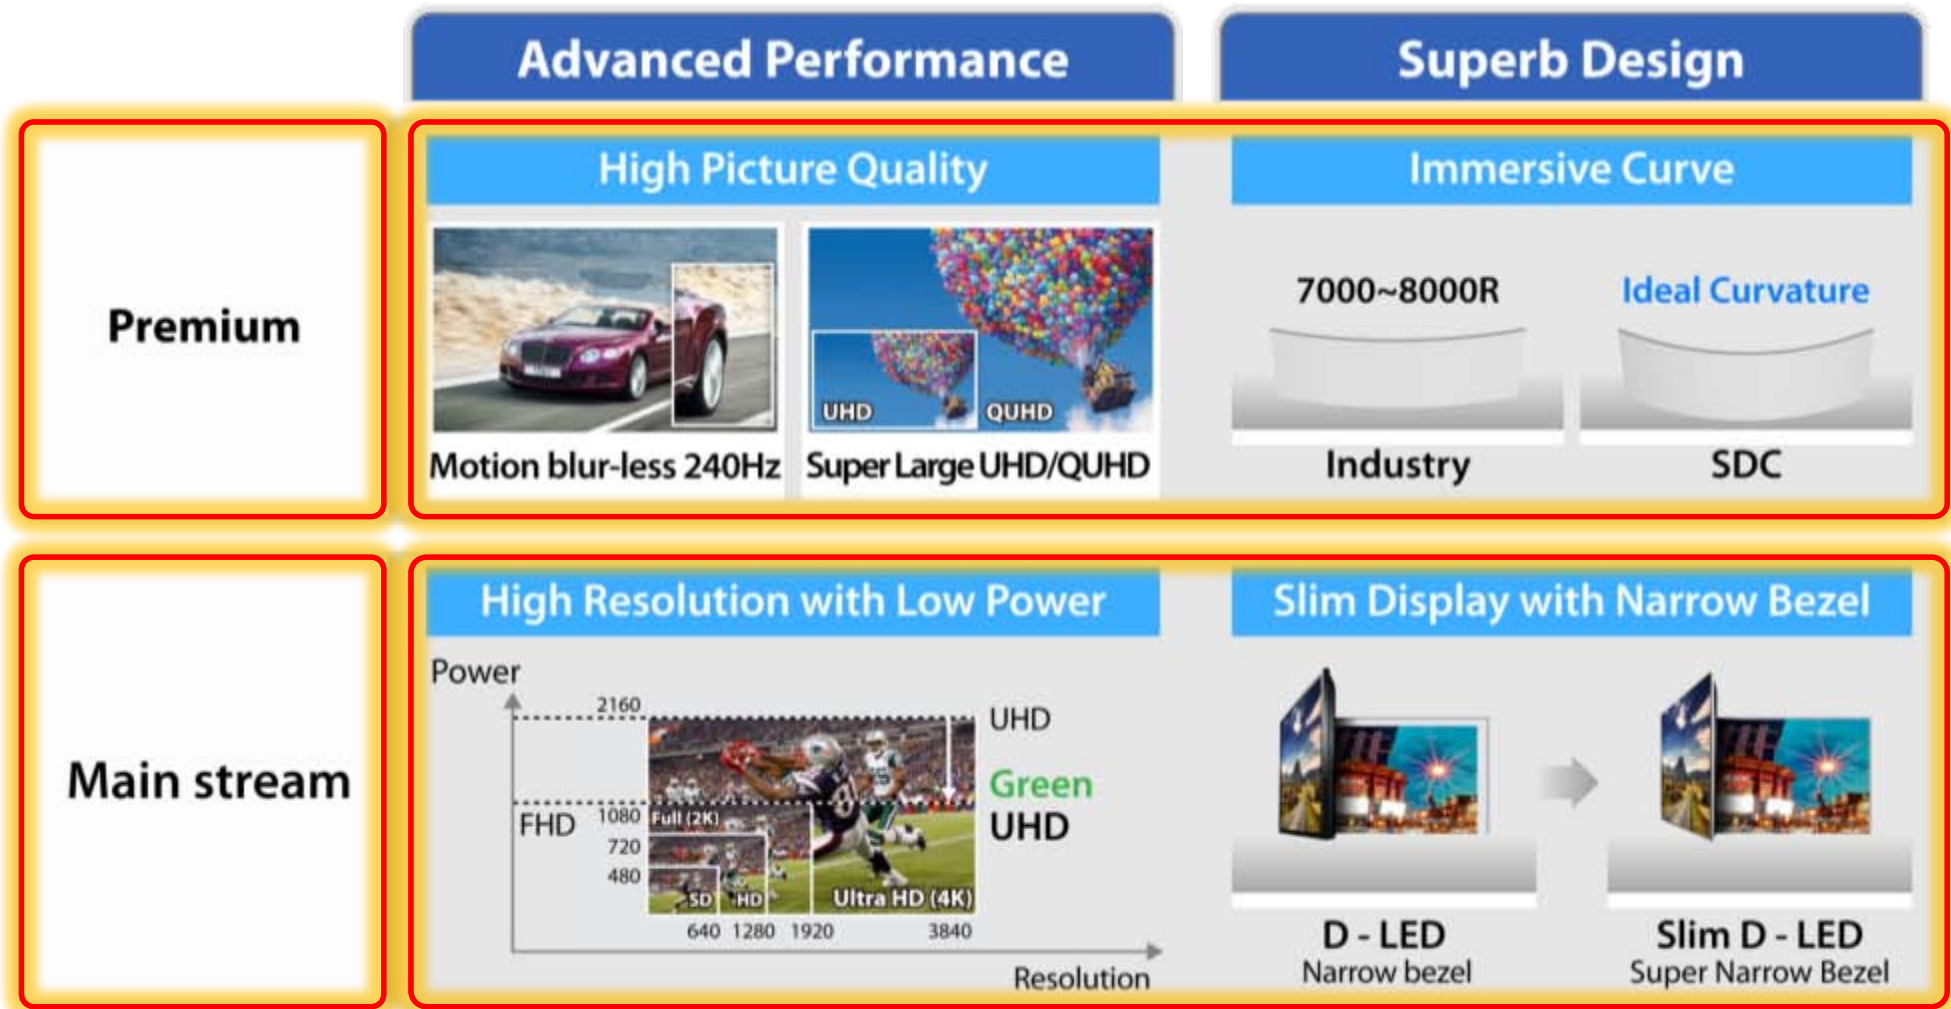 Advanced Performance
Superb Design
Premium
High Picture Quality
UHD
QUHD
Motion blur-less 240Hz
Super Large UHD/QUHD
Immersive Curve
7000~8000R
Ideal Curvature
Industry
SDC
Main stream
High Resolution with Low Power
Power
2160
UHD
Green
UHD
FHD
1080
Full (2K)
720
480
SD
HD
Ultra HD (4K)
640
1280
1920
3840
Resolution
Slim Display with Narrow Bezel
D - LED
Narrow bezel
Slim D - LED
Super Narrow Bezel